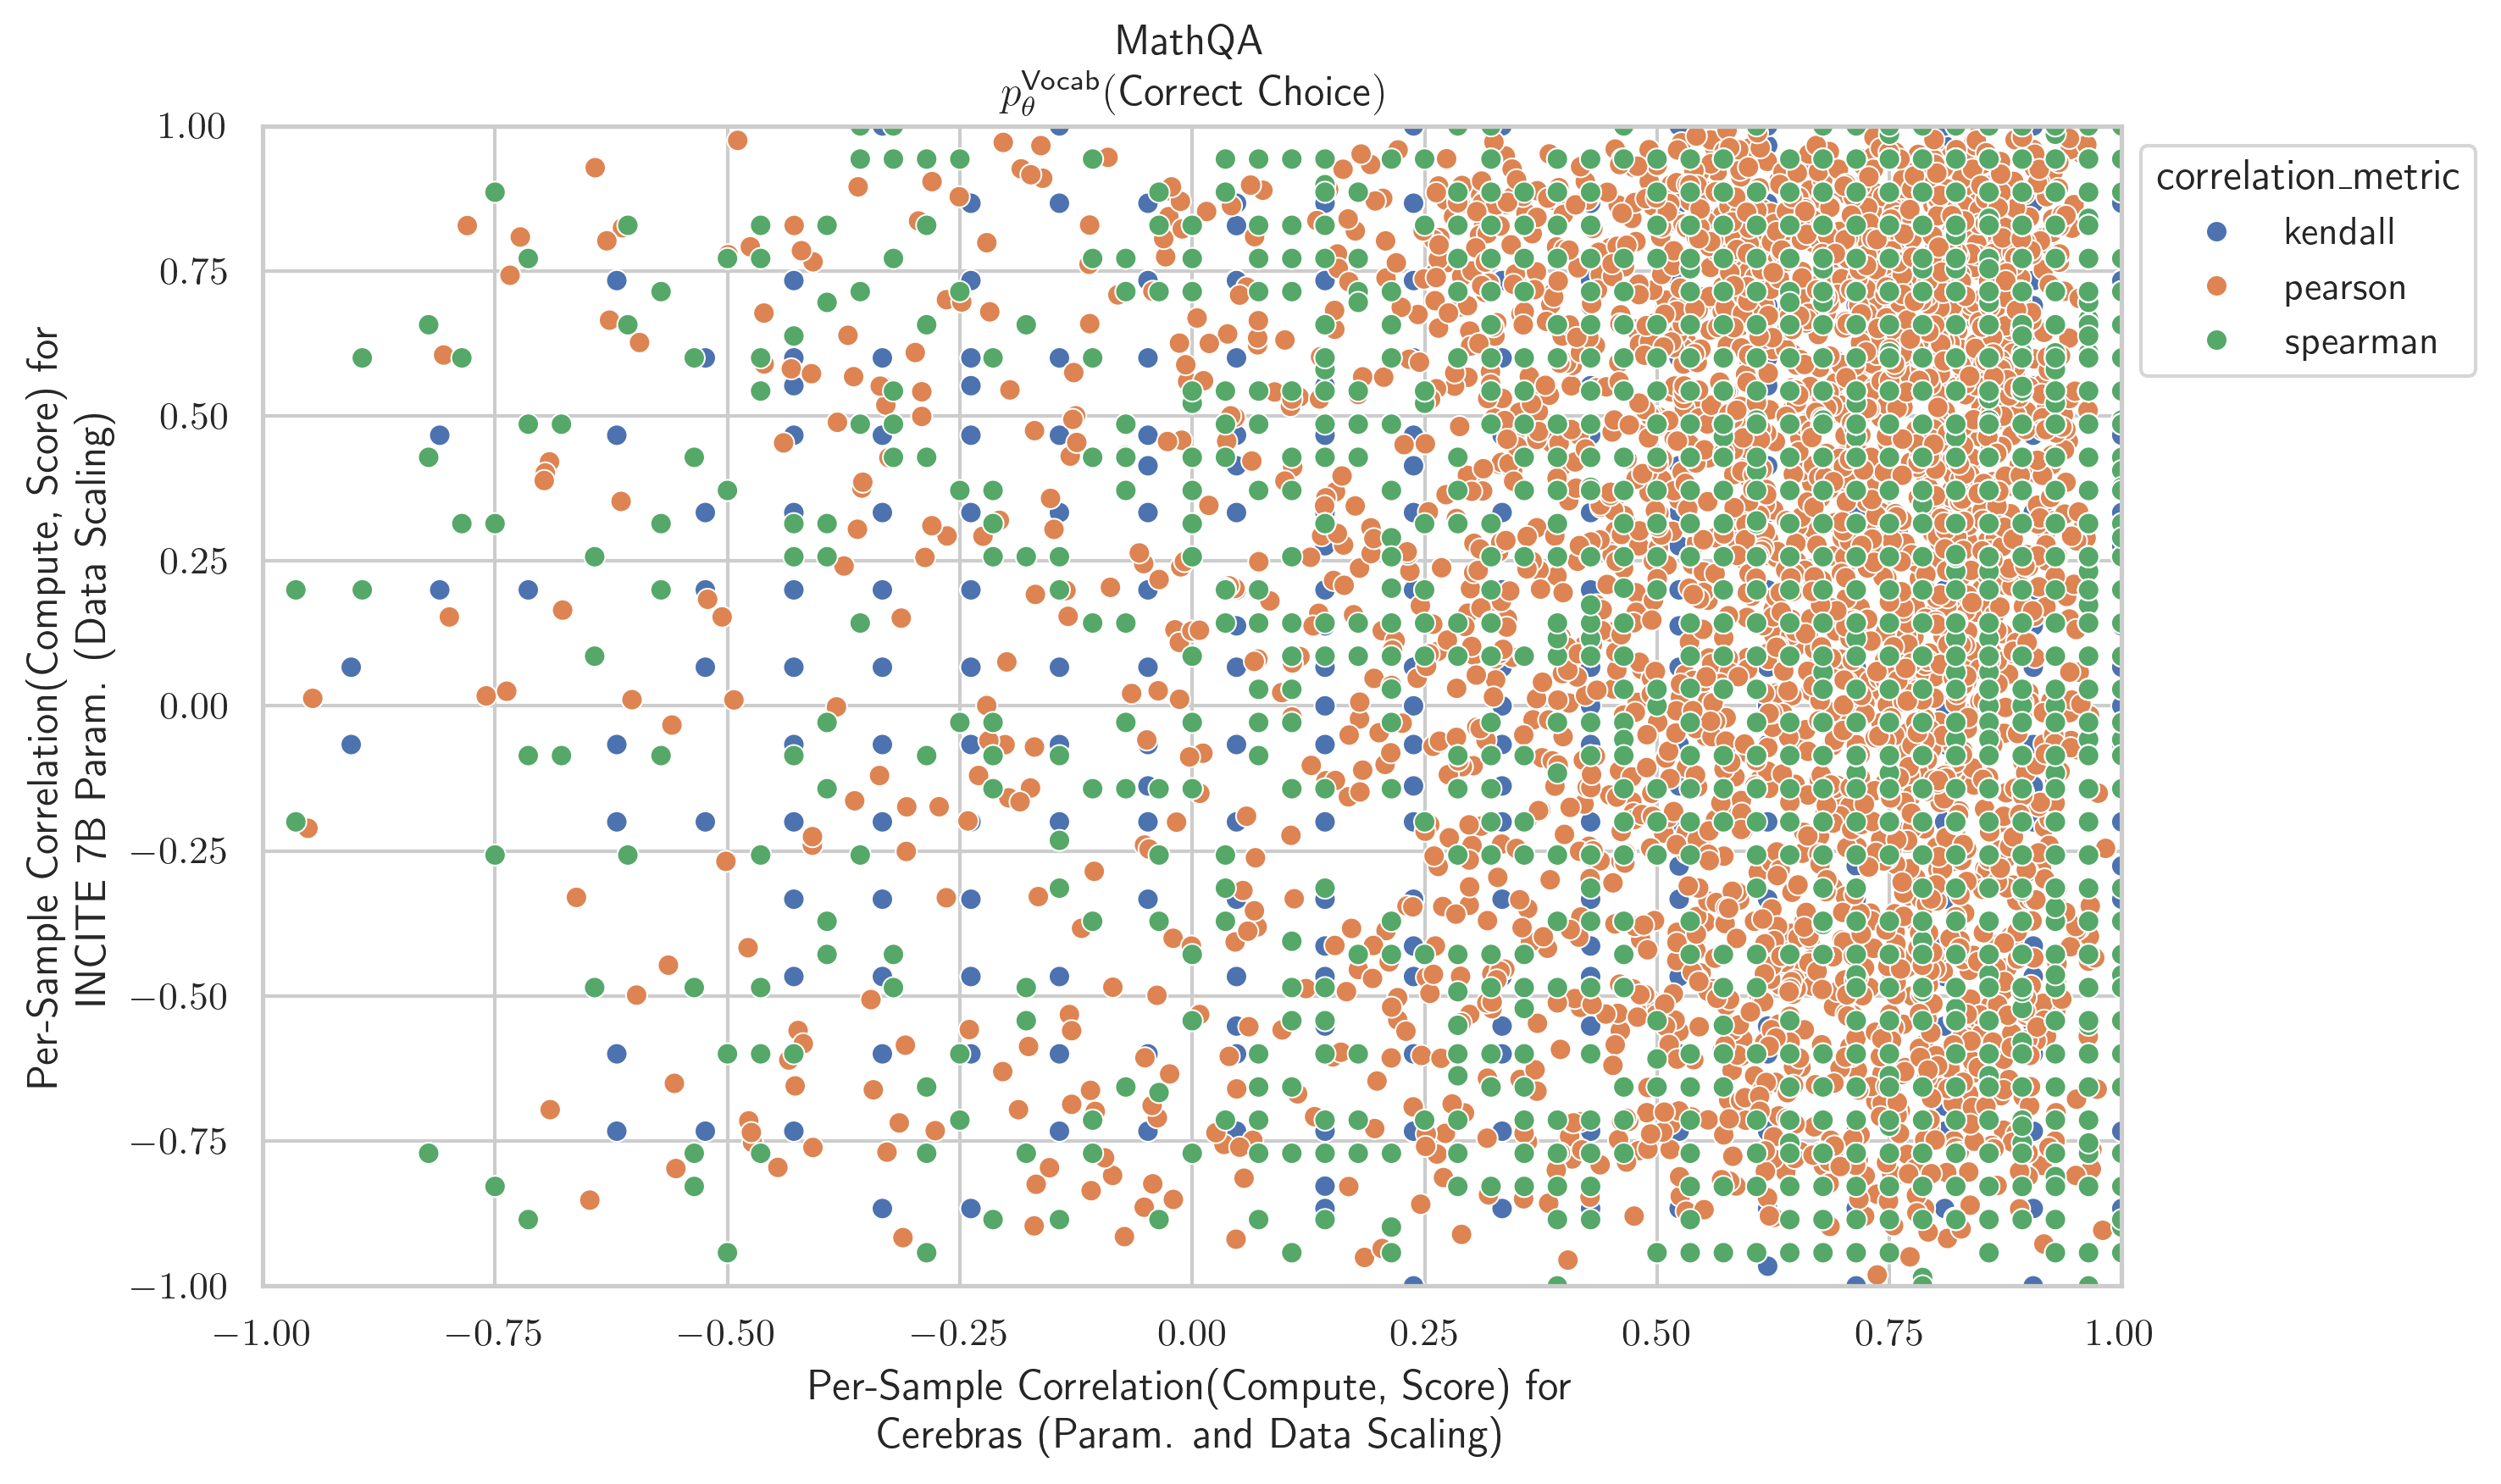 MathQA
p_θ^Vocab(Correct Choice)
Per-Sample Correlation(Compute, Score) for
INCITE 7B Param. (Data Scaling)
1.00
0.75
0.50
0.25
0.00
−0.25
−0.50
−0.75
−1.00
−1.00 −0.75 −0.50 −0.25 0.00 0.25 0.50 0.75 1.00
Per-Sample Correlation(Compute, Score) for
Cerebras (Param. and Data Scaling)
correlation_metric
kendall
pearson
spearman